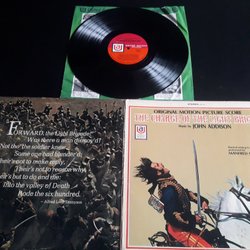 ORIGINAL MOTION PICTURE SCORE
THE CHARGE OF THE LIGHT BRIG
Music by JOHN ADDISON
MANFRED
FORWARD, the Light Brigade!
Was there a man dismay'd?
Not tho' the soldier knew
Some one had blunder'd:
Their's not to make reply,
Their's not to reason why,
Their's but to do and die:
Into the valley of Death
Rode the six hundred.
Alfred Lord Tennyson